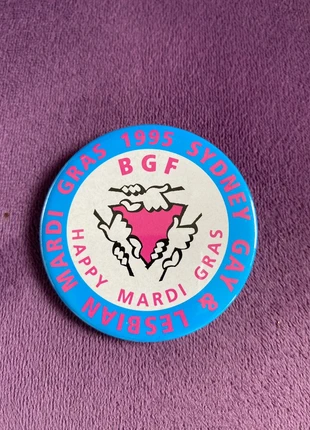 1995 SYDNEY GAY & LESBIAN MARDI GRAS
BGF
HAPPY MARDI GRAS